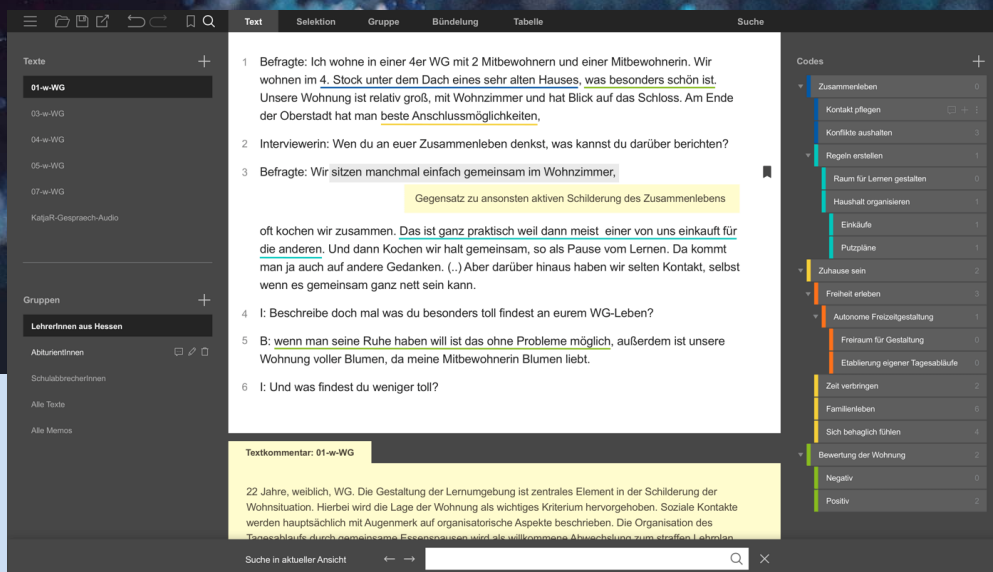 Text
Selektion
Gruppe
Bündelung
Tabelle
Suche
Texte
01-w-WG
03-w-WG
04-w-WG
05-w-WG
07-w-WG
KatjaR-Gespraech-Audio
Gruppen
LehrerInnen aus Hessen
AbiturientInnen
SchulabbrecherInnen
Alle Texte
Alle Memos
1 Befragte: Ich wohne in einer 4er WG mit 2 Mitbewohnern und einer Mitbewohnerin. Wir
wohnen im 4. Stock unter dem Dach eines sehr alten Hauses, was besonders schön ist.
Unsere Wohnung ist relativ groß, mit Wohnzimmer und hat Blick auf das Schloss. Am Ende
der Oberstadt hat man beste Anschlussmöglichkeiten,
2 Interviewerin: Wen du an euer Zusammenleben denkst, was kannst du darüber berichten?
3 Befragte: Wir sitzen manchmal einfach gemeinsam im Wohnzimmer,
Gegensatz zu ansonsten aktiven Schilderung des Zusammenlebens
oft kochen wir zusammen. Das ist ganz praktisch weil dann meist einer von uns einkauft für
die anderen. Und dann Kochen wir halt gemeinsam, so als Pause vom Lernen. Da kommt
man ja auch auf andere Gedanken. (..) Aber darüber hinaus haben wir selten Kontakt, selbst
wenn es gemeinsam ganz nett sein kann.
4 I: Beschreibe doch mal was du besonders toll findest an eurem WG-Leben?
5 B: wenn man seine Ruhe haben will ist das ohne Probleme möglich, außerdem ist unsere
Wohnung voller Blumen, da meine Mitbewohnerin Blumen liebt.
6 I: Und was findest du weniger toll?
Textkommentar: 01-w-WG
22 Jahre, weiblich, WG. Die Gestaltung der Lernumgebung ist zentrales Element in der Schilderung der
Wohnsituation. Hierbei wird die Lage der Wohnung als wichtiges Kriterium hervorgehoben. Soziale Kontakte
werden hauptsächlich mit Augenmerk auf organisatorische Aspekte beschrieben. Die Organisation des
Tagesablaufs durch gemeinsame Essenspausen wird als willkommene Abwechslung zum straffen Lehrplan
Suche in aktueller Ansicht
Codes
Zusammenleben 0
Kontakt pflegen
Konflikte aushalten 3
Regeln erstellen 1
Raum für Lernen gestalten 0
Haushalt organisieren 1
Einkäufe 1
Putzpläne 1
Zuhause sein 2
Freiheit erleben 3
Autonome Freizeitgestaltung 1
Freiraum für Gestaltung 0
Etablierung eigener Tagesabläufe 0
Zeit verbringen 2
Familienleben 6
Sich behaglich fühlen 4
Bewertung der Wohnung 2
Negativ 0
Positiv 2